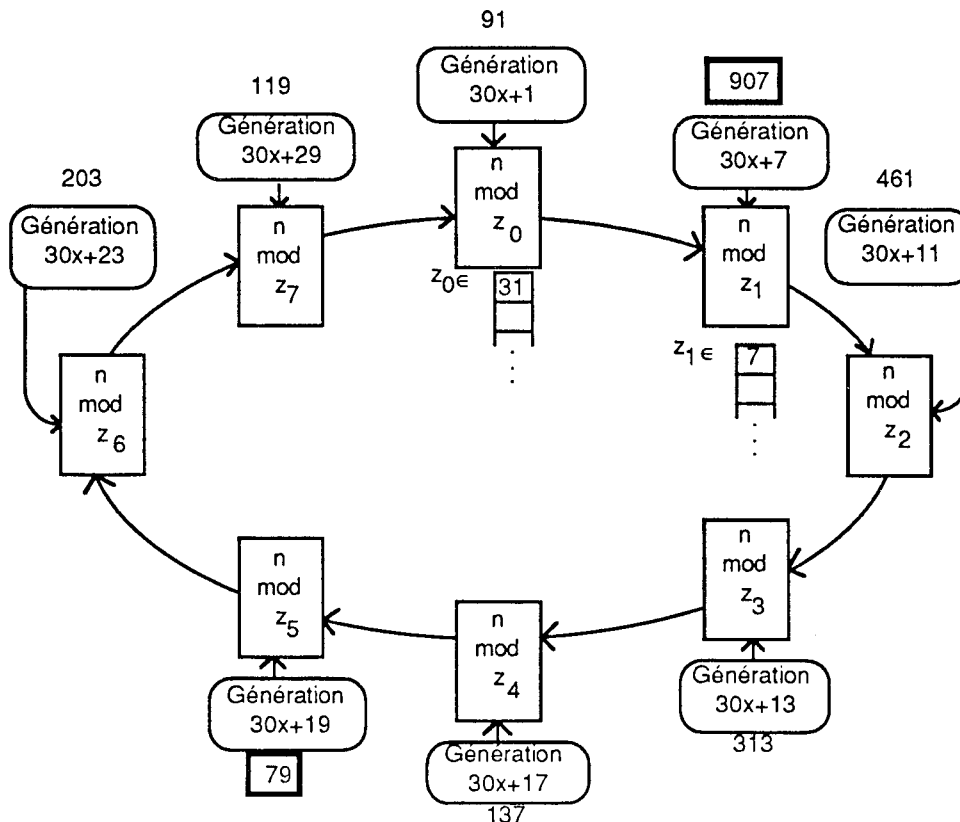 91
Génération
30x+1
907
119
Génération
30x+29
Génération
30x+7
203
461
Génération
30x+23
Génération
30x+11
n
mod
z0
n
mod
z7
n
mod
z1
z0∈
31
z1∈
7
n
mod
z6
n
mod
z2
n
mod
z5
n
mod
z3
n
mod
z4
Génération
30x+19
79
Génération
30x+17
137
Génération
30x+13
313